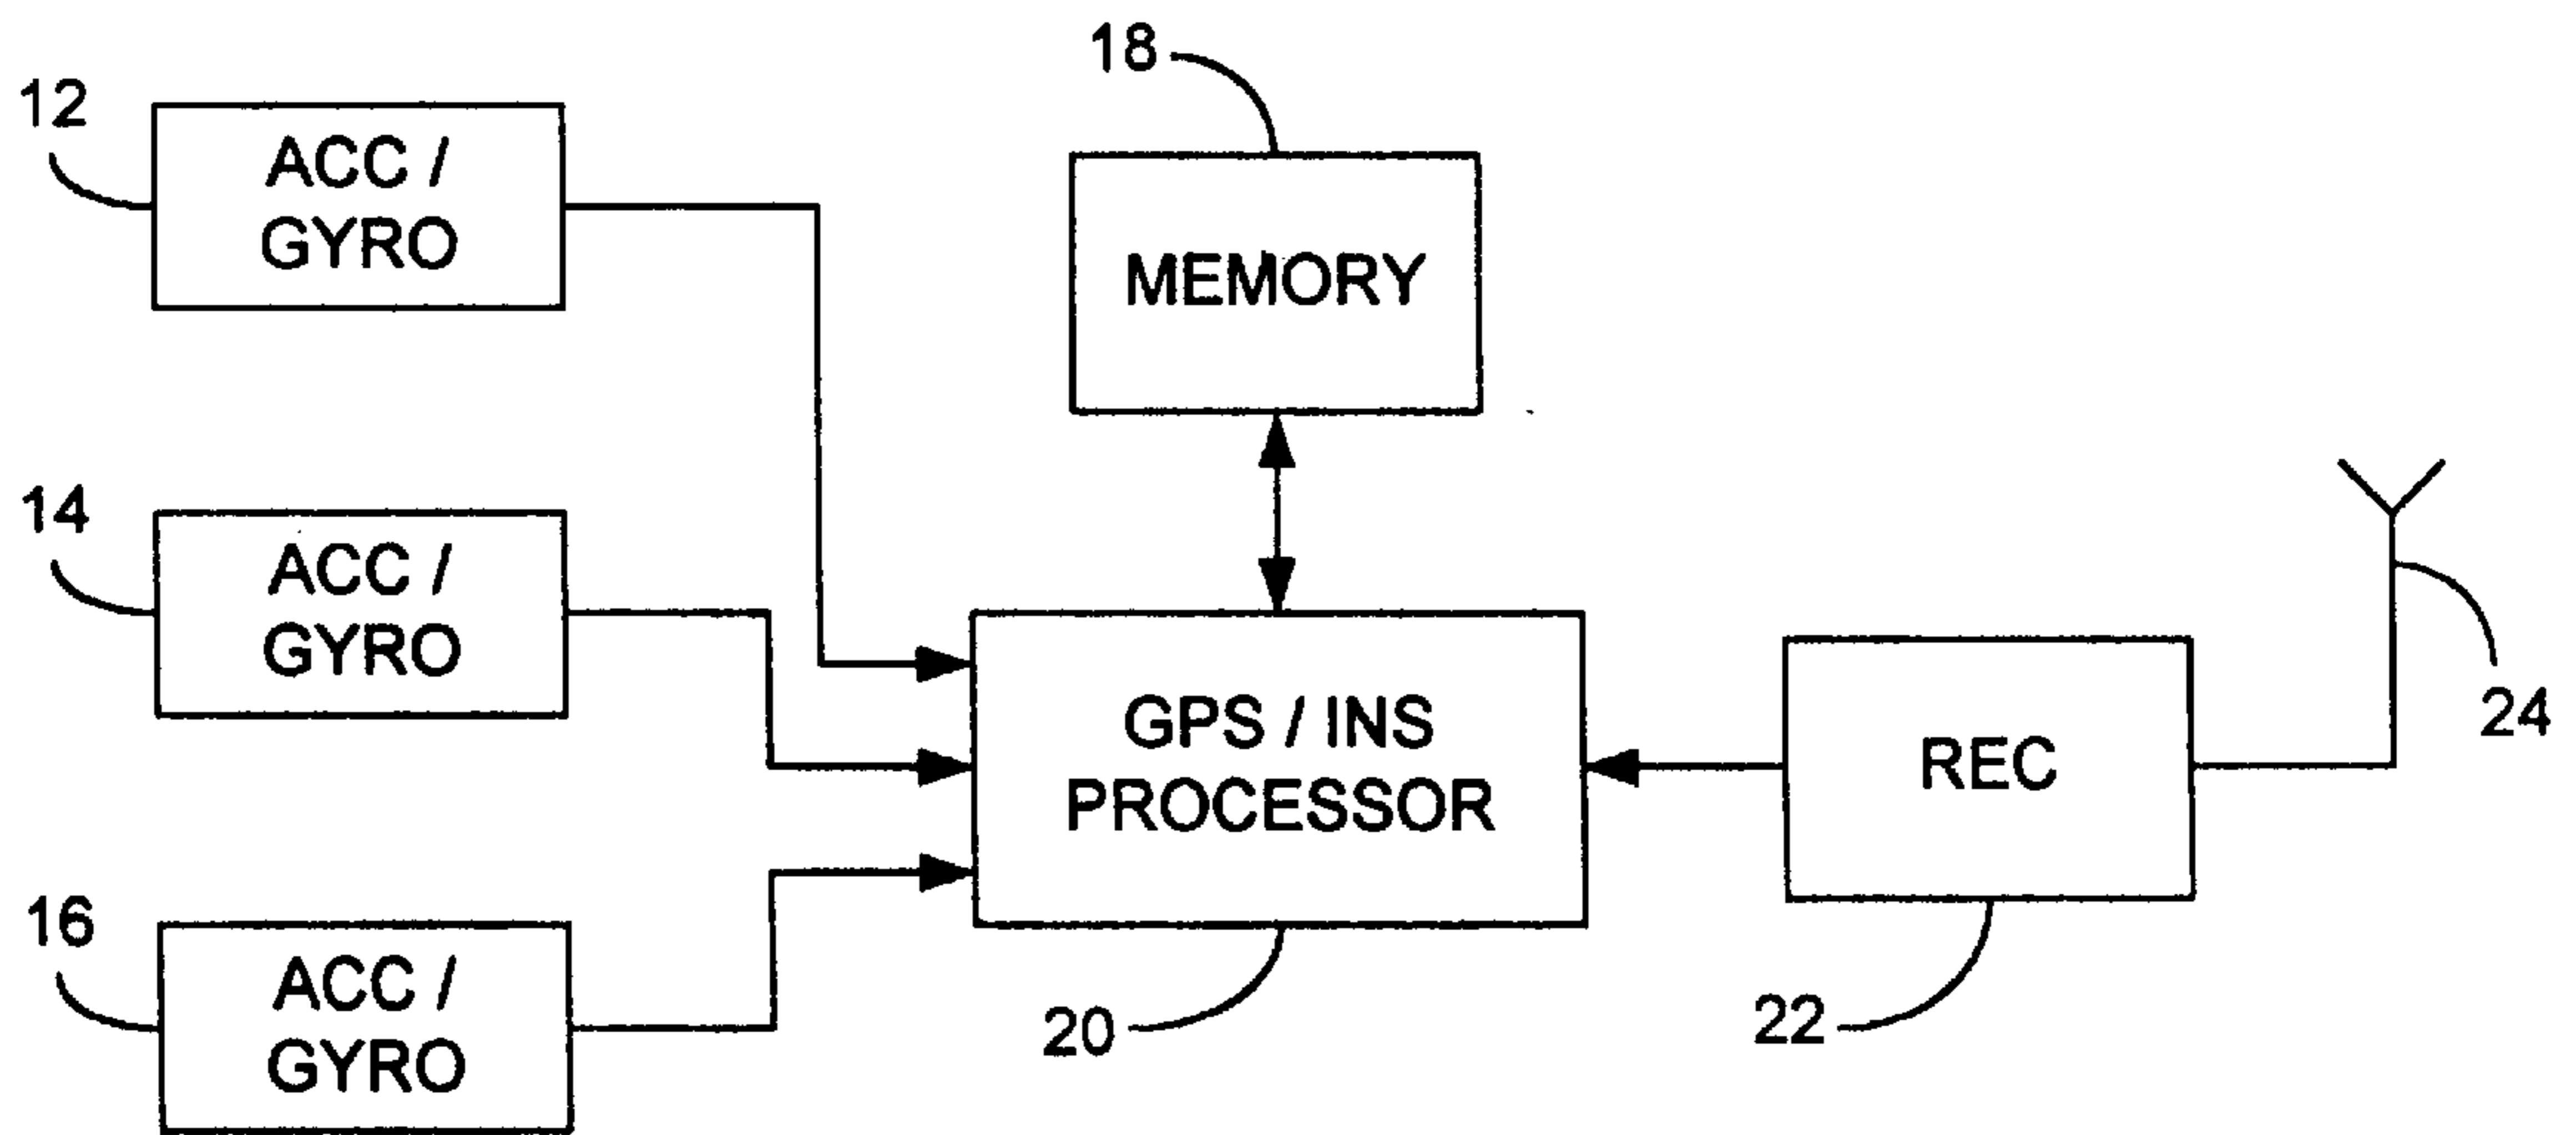 18
12
ACC /
GYRO
MEMORY
14
ACC /
GYRO
24
GPS / INS
PROCESSOR
REC
16
ACC /
GYRO
20
22